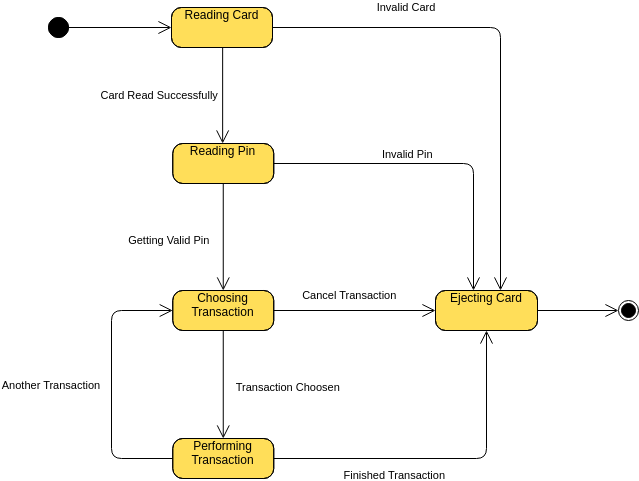 Invalid Card
Reading Card
Card Read Successfully
Reading Pin
Invalid Pin
Getting Valid Pin
Choosing
Transaction
Cancel Transaction
Ejecting Card
Another Transaction
Transaction Choosen
Performing
Transaction
Finished Transaction